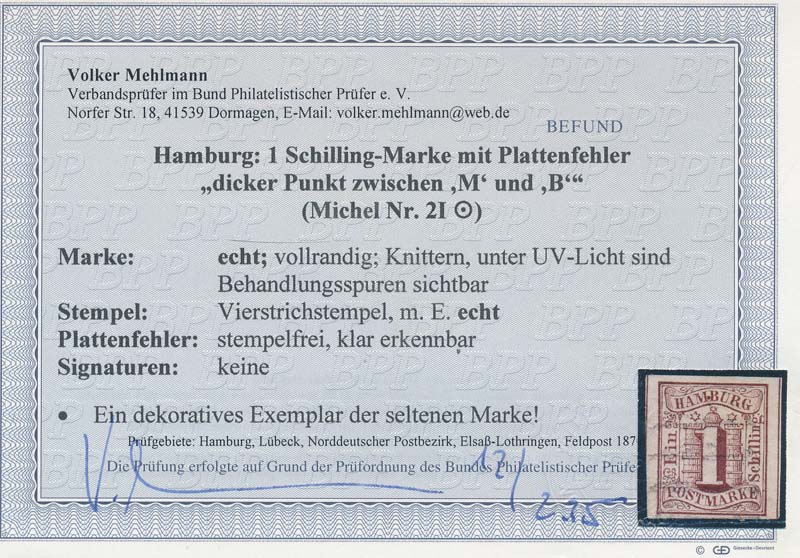 Volker Mehlmann
Verbandsprüfer im Bund Philatelistischer Prüfer e. V.
Norfer Str. 18, 41539 Dormagen, E-Mail: volker.mehlmann@web.de
BEFUND
Hamburg: 1 Schilling-Marke mit Plattenfehler
„dicker Punkt zwischen ‚M‘ und ‚B‘“
(Michel Nr. 2I ⊙)
Marke: echt; vollrandig; Knittern, unter UV-Licht sind
Behandlungsspuren sichtbar
Stempel: Vierstrichstempel, m. E. echt
Plattenfehler: stempelfrei, klar erkennbar
Signaturen: keine
• Ein dekoratives Exemplar der seltenen Marke!
Prüfgebiete: Hamburg, Lübeck, Norddeutscher Postbezirk, Elsaß-Lothringen, Feldpost 187
Die Prüfung erfolgte auf Grund der Prüfordnung des Bundes Philatelistischer Prüfe
HAMBURG
Ein
1
Schilling
POSTMARKE
© GD Giesecke+Devrient
BPP